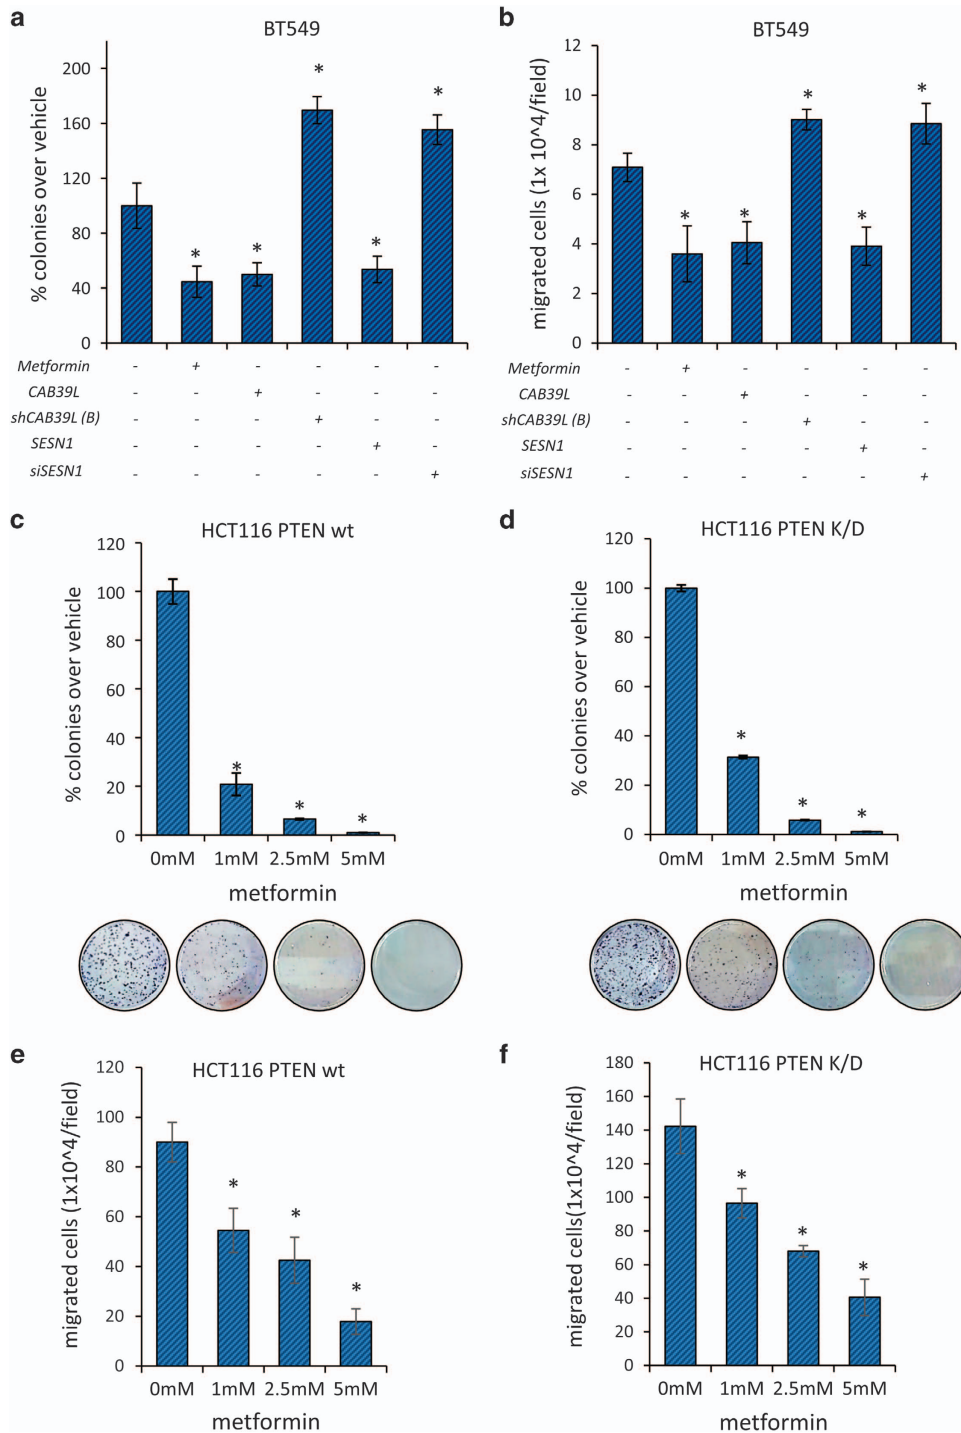 a
BT549
% colonies over vehicle
200
160
120
80
40
0
* * * * *
Metformin - + - - - -
CAB39L - - + - - -
shCAB39L (B) - - - + - -
SESN1 - - - - + -
siSESN1 - - - - - +
b
BT549
migrated cells (1x 10^4/field)
12
10
8
6
4
2
0
* * * * *
Metformin - + - - - -
CAB39L - - + - - -
shCAB39L (B) - - - + - -
SESN1 - - - - + -
siSESN1 - - - - - +
c
HCT116 PTEN wt
% colonies over vehicle
120
100
80
60
40
20
0
* * *
0mM 1mM 2.5mM 5mM
metformin
d
HCT116 PTEN K/D
% colonies over vehicle
120
100
80
60
40
20
0
* * *
0mM 1mM 2.5mM 5mM
metformin
e
HCT116 PTEN wt
migrated cells (1x10^4/field)
120
100
80
60
40
20
0
* * *
0mM 1mM 2.5mM 5mM
metformin
f
HCT116 PTEN K/D
migrated cells(1x10^4/field)
180
160
140
120
100
80
60
40
20
0
* * *
0mM 1mM 2.5mM 5mM
metformin